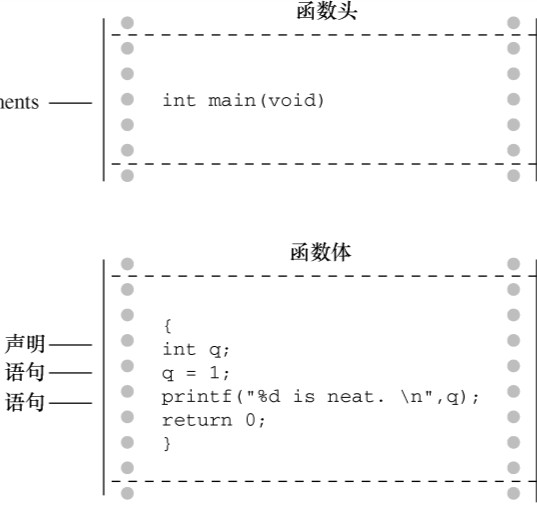 函数头
int main(void)
函数体
{
声明
int q;
语句
q = 1;
语句
printf("%d is neat. \n",q);
return 0;
}